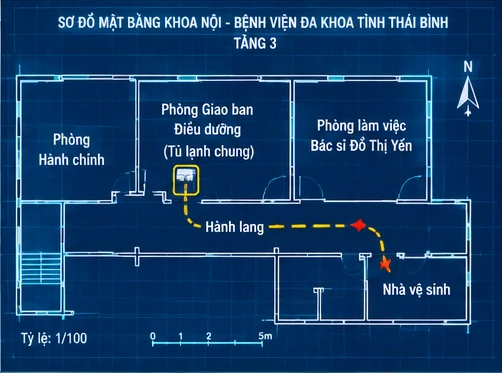 SƠ ĐỒ MẶT BẰNG KHOA NỘI - BỆNH VIỆN ĐA KHOA TỈNH THÁI BÌNH
TẦNG 3
N
Phòng
Hành chính
Phòng Giao ban
Điều dưỡng
(Tủ lạnh chung)
Phòng làm việc
Bác sĩ Đỗ Thị Yến
Hành lang
Nhà vệ sinh
Tỷ lệ: 1/100
0 1 2 5m